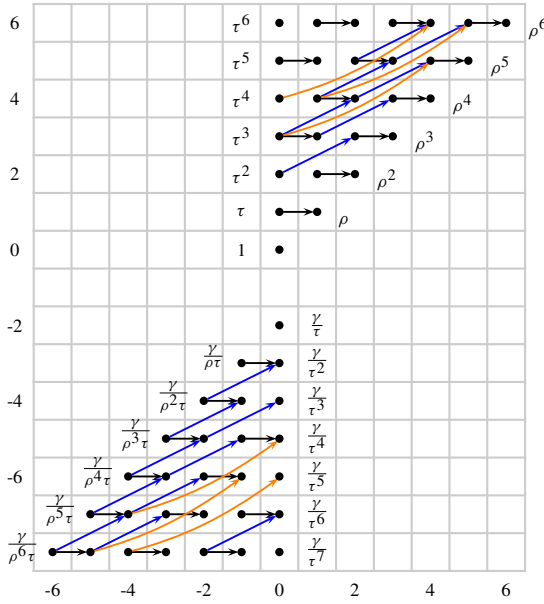 6 τ⁶ ρ⁶
τ⁵ ρ⁵
4 τ⁴ ρ⁴
τ³ ρ³
2 τ² ρ²
τ ρ
0 1
-2 γ/τ
γ/ρτ γ/τ²
-4 γ/ρ²τ γ/τ³
γ/ρ³τ γ/τ⁴
-6 γ/ρ⁴τ γ/τ⁵
γ/ρ⁵τ γ/τ⁶
γ/ρ⁶τ γ/τ⁷
-6 -4 -2 0 2 4 6